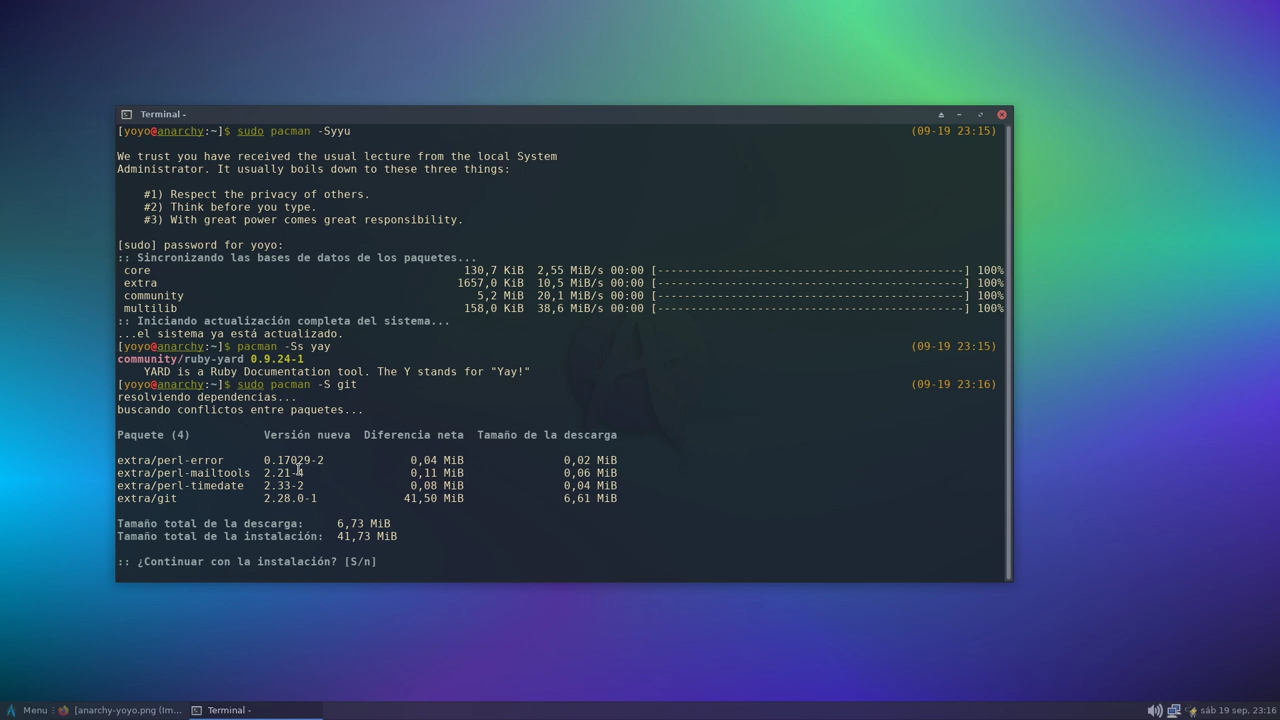 Terminal -
[yoyo@anarchy:~]$ sudo pacman -Syyu (09-19 23:15)
We trust you have received the usual lecture from the local System
Administrator. It usually boils down to these three things:
#1) Respect the privacy of others.
#2) Think before you type.
#3) With great power comes great responsibility.
[sudo] password for yoyo:
:: Sincronizando las bases de datos de los paquetes...
core 130,7 KiB 2,55 MiB/s 00:00 [----------------------------------------------] 100%
extra 1657,0 KiB 10,5 MiB/s 00:00 [----------------------------------------------] 100%
community 5,2 MiB 20,1 MiB/s 00:00 [----------------------------------------------] 100%
multilib 158,0 KiB 38,6 MiB/s 00:00 [----------------------------------------------] 100%
:: Iniciando actualización completa del sistema...
...el sistema ya está actualizado.
[yoyo@anarchy:~]$ pacman -Ss yay (09-19 23:15)
community/ruby-yard 0.9.24-1
YARD is a Ruby Documentation tool. The Y stands for "Yay!"
[yoyo@anarchy:~]$ sudo pacman -S git (09-19 23:16)
resolviendo dependencias...
buscando conflictos entre paquetes...
Paquete (4) Versión nueva Diferencia neta Tamaño de la descarga
extra/perl-error 0.17029-2 0,04 MiB 0,02 MiB
extra/perl-mailtools 2.21-4 0,11 MiB 0,06 MiB
extra/perl-timedate 2.33-2 0,08 MiB 0,04 MiB
extra/git 2.28.0-1 41,50 MiB 6,61 MiB
Tamaño total de la descarga: 6,73 MiB
Tamaño total de la instalación: 41,73 MiB
:: ¿Continuar con la instalación? [S/n]
Menu [anarchy-yoyo.png (Im... Terminal - sáb 19 sep, 23:16